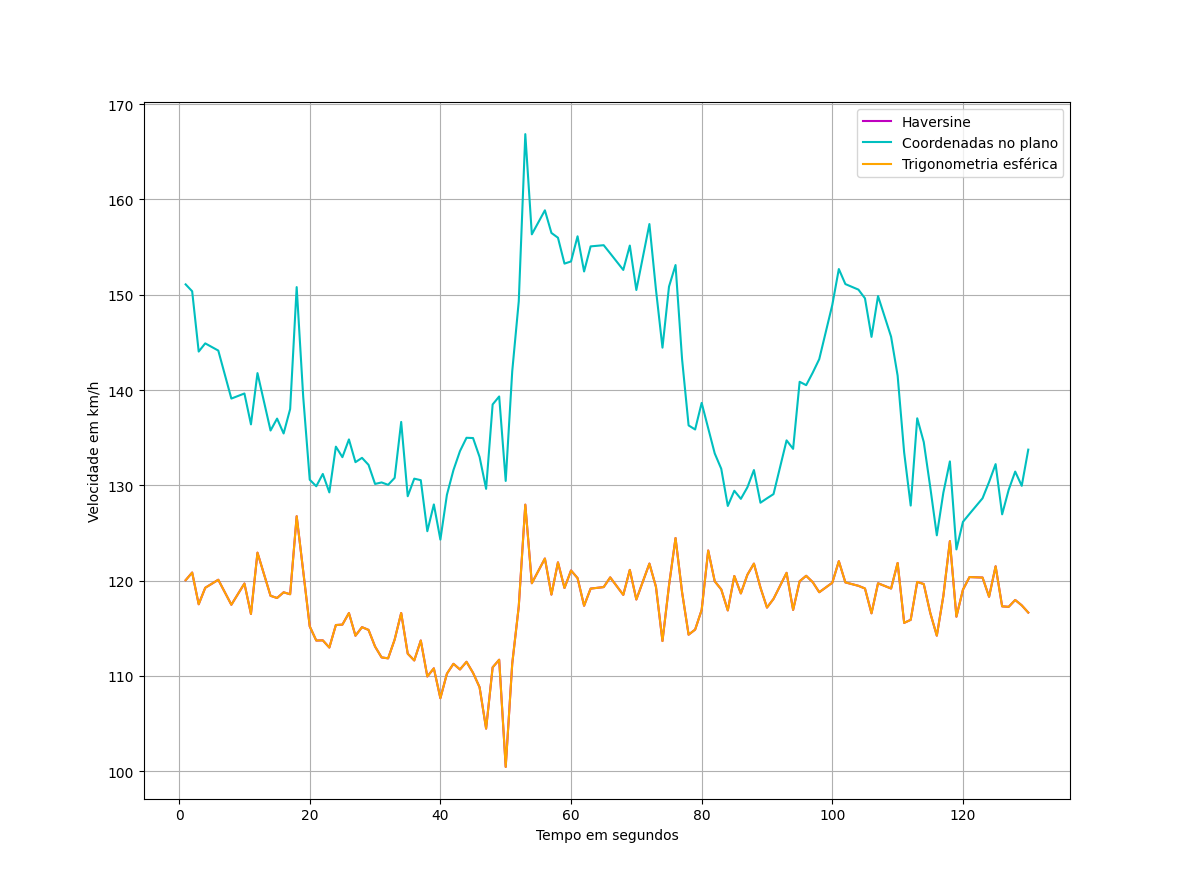 170
160
150
140
130
120
110
100
Velocidade em km/h
Haversine
Coordenadas no plano
Trigonometria esférica
0 20 40 60 80 100 120
Tempo em segundos